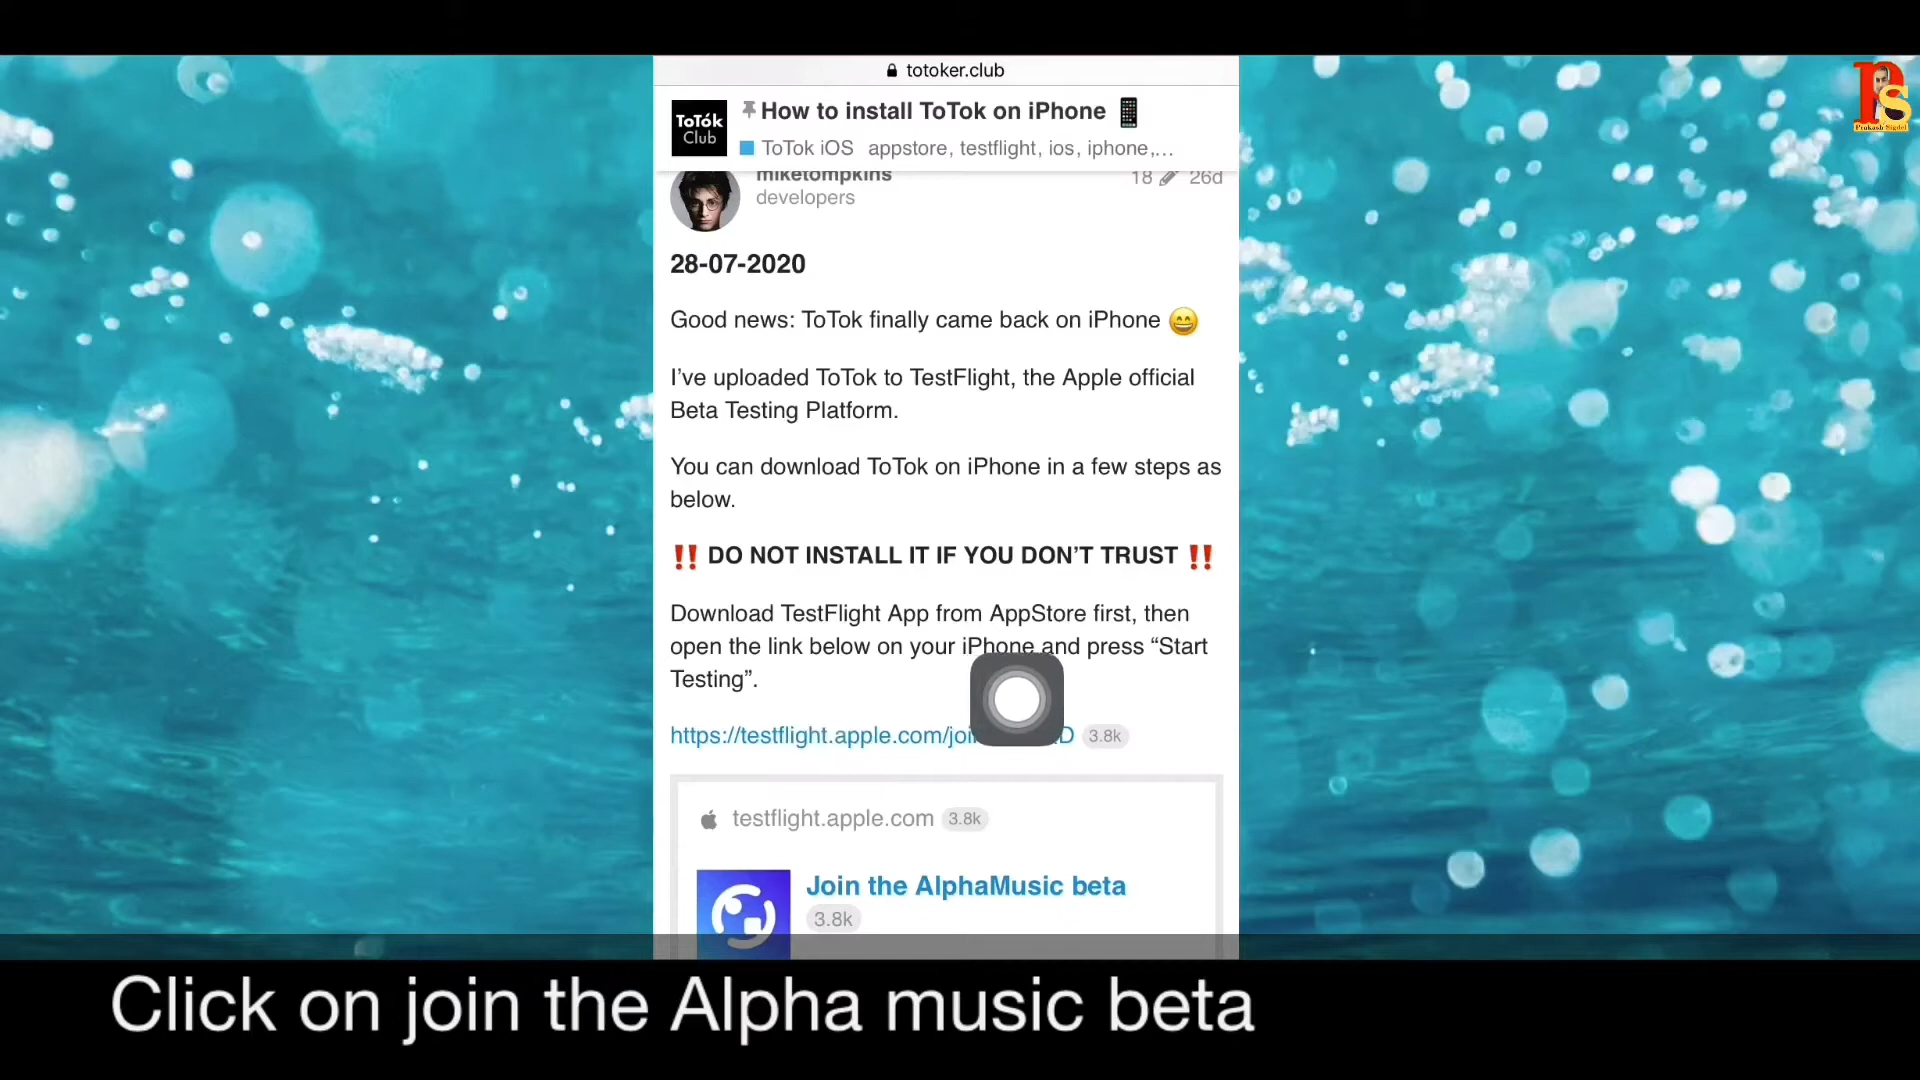 totoker.club
ToTók
Club
How to install ToTok on iPhone
ToTok iOS appstore, testflight, ios, iphone,...
miketompkins
18 26d
developers
28-07-2020
Good news: ToTok finally came back on iPhone 😄
I’ve uploaded ToTok to TestFlight, the Apple official
Beta Testing Platform.
You can download ToTok on iPhone in a few steps as
below.
‼️ DO NOT INSTALL IT IF YOU DON’T TRUST ‼️
Download TestFlight App from AppStore first, then
open the link below on your iPhone and press “Start
Testing”.
https://testflight.apple.com/joi D 3.8k
testflight.apple.com 3.8k
Join the AlphaMusic beta
3.8k
Click on join the Alpha music beta
PS
Prakash Sigdel